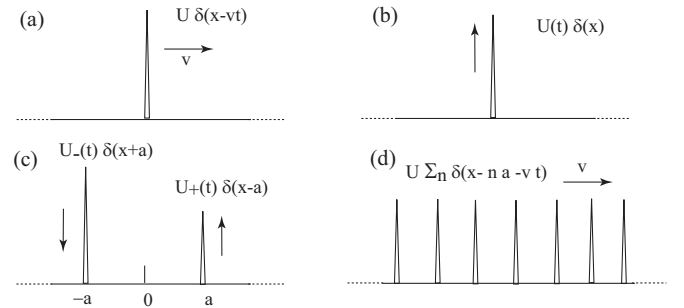 (a)
U δ(x-vt)
v
(b)
U(t) δ(x)
(c)
U-(t) δ(x+a)
U+(t) δ(x-a)
−a
0
a
(d)
U Σn δ(x- n a -v t)
v